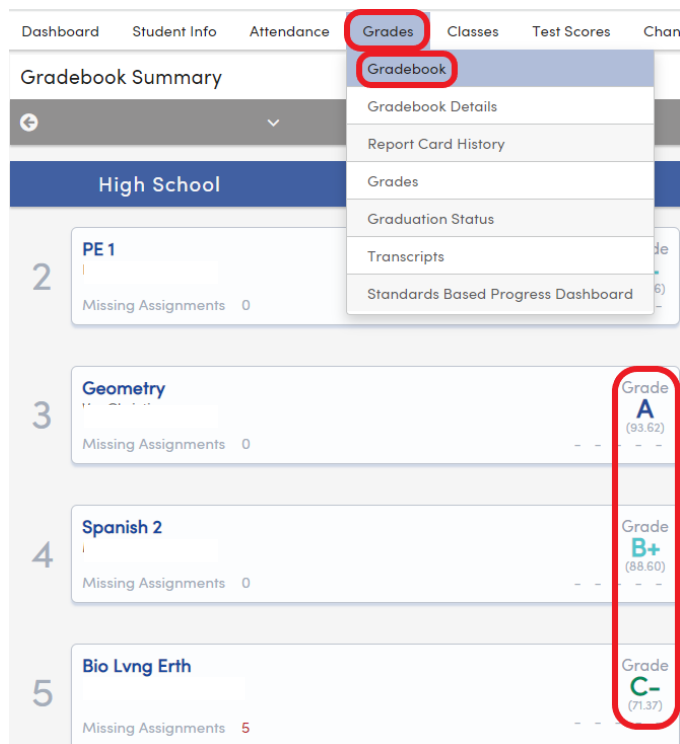 Dashboard Student Info Attendance Grades Classes Test Scores Chan
Gradebook Summary
Gradebook
Gradebook Details
Report Card History
Grades
Graduation Status
Transcripts
Standards Based Progress Dashboard
High School
2
PE 1
Missing Assignments 0
3
Geometry
Missing Assignments 0
Grade
A
(93.62)
- - - - -
4
Spanish 2
Missing Assignments 0
Grade
B+
(88.60)
- - - - -
5
Bio Lvng Erth
Missing Assignments 5
Grade
C-
(71.37)
- - - - -